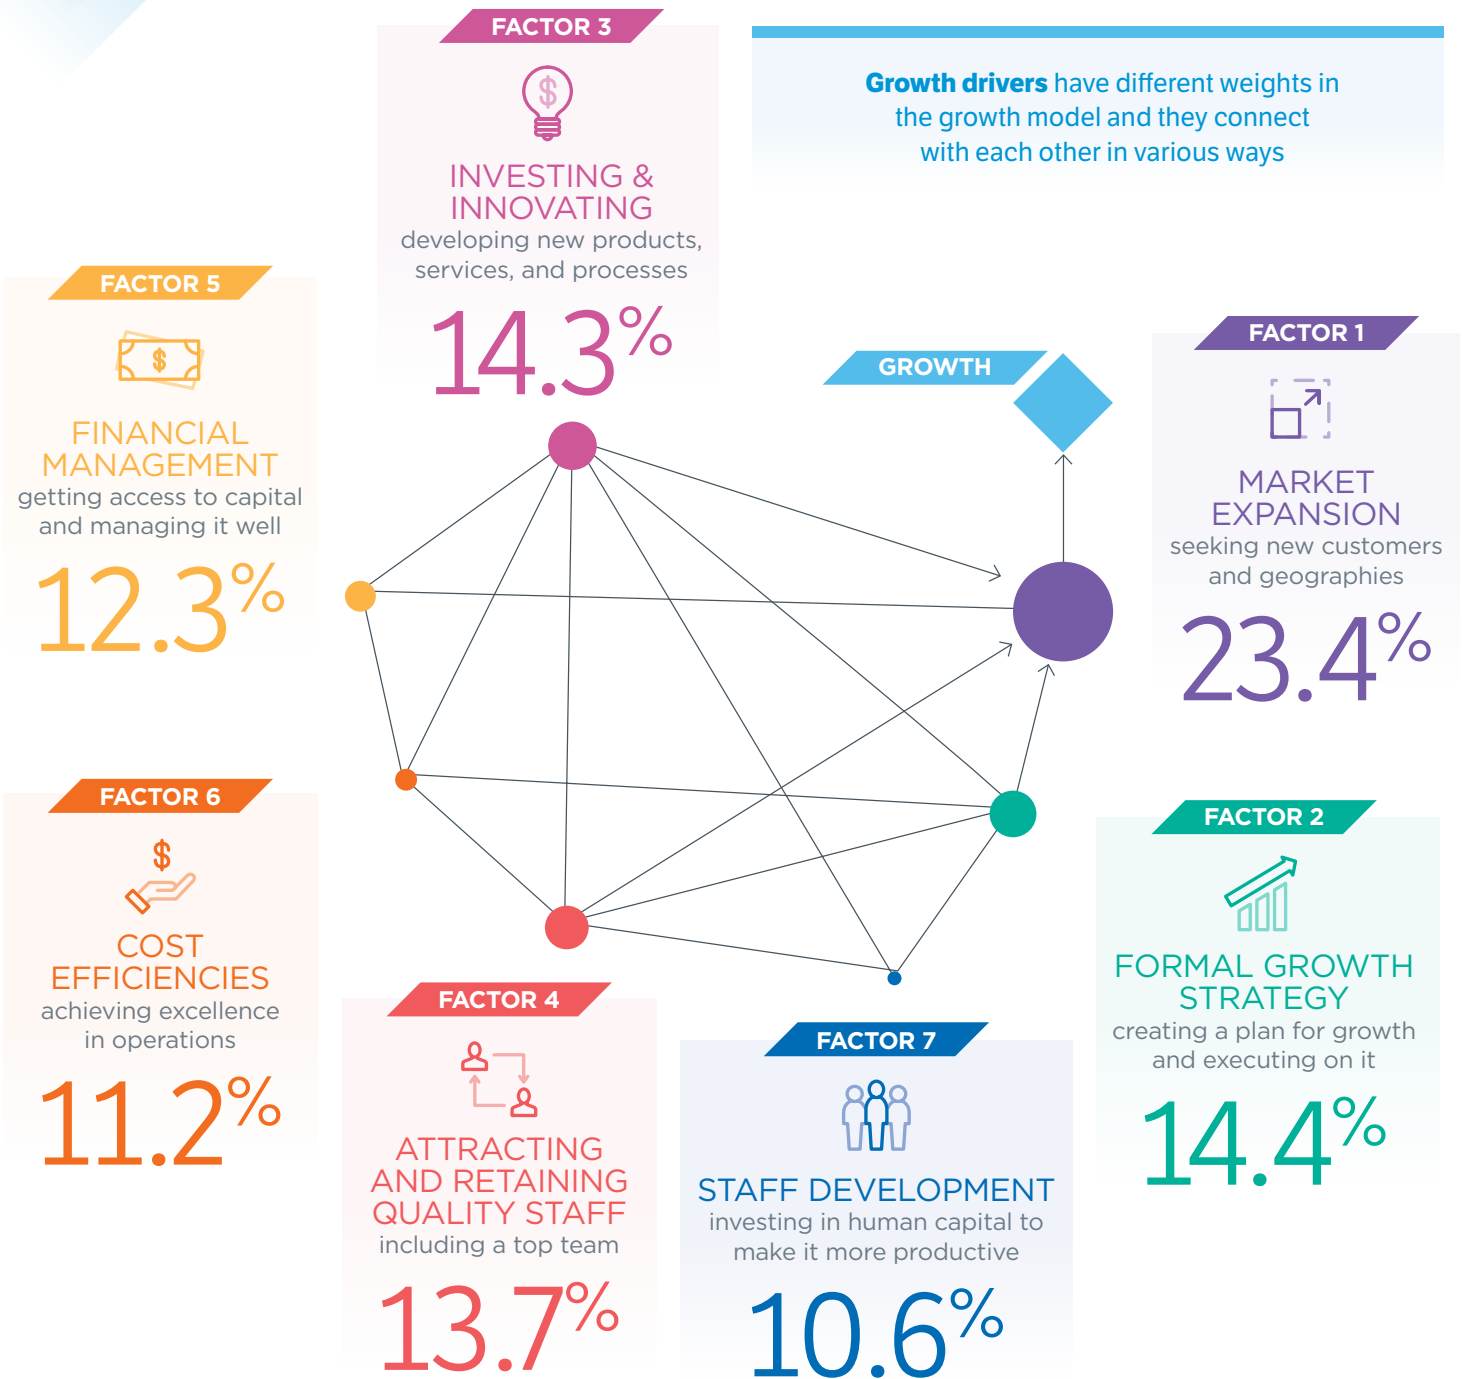 FACTOR 3
$
INVESTING &
INNOVATING
developing new products,
services, and processes
14.3%
Growth drivers have different weights in
the growth model and they connect
with each other in various ways
FACTOR 5
$
FINANCIAL
MANAGEMENT
getting access to capital
and managing it well
12.3%
GROWTH
FACTOR 1
MARKET
EXPANSION
seeking new customers
and geographies
23.4%
FACTOR 6
$
COST
EFFICIENCIES
achieving excellence
in operations
11.2%
FACTOR 2
FORMAL GROWTH
STRATEGY
creating a plan for growth
and executing on it
14.4%
FACTOR 4
ATTRACTING
AND RETAINING
QUALITY STAFF
including a top team
13.7%
FACTOR 7
STAFF DEVELOPMENT
investing in human capital to
make it more productive
10.6%